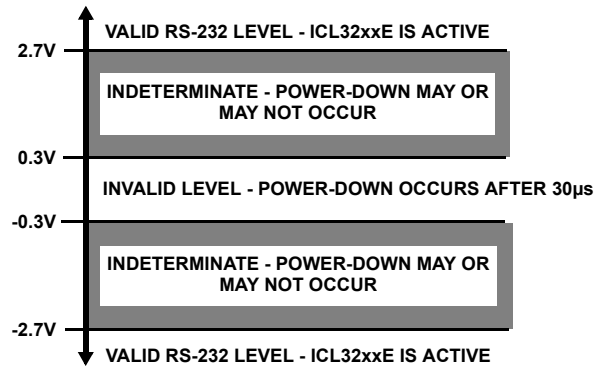 VALID RS-232 LEVEL - ICL32xxE IS ACTIVE
2.7V
INDETERMINATE - POWER-DOWN MAY OR
MAY NOT OCCUR
0.3V
INVALID LEVEL - POWER-DOWN OCCURS AFTER 30µs
-0.3V
INDETERMINATE - POWER-DOWN MAY OR
MAY NOT OCCUR
-2.7V
VALID RS-232 LEVEL - ICL32xxE IS ACTIVE